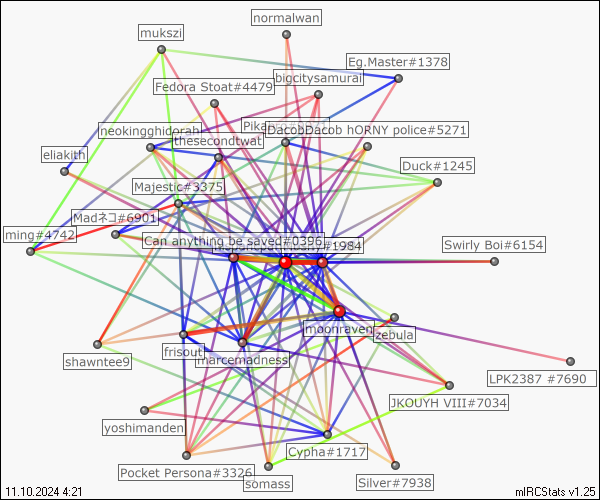 normalwan
mukszi
Eg.Master#1378
bigcitysamurai
Fedora Stoat#4479
DacobDacob hORNY police#5271
neokingghidorah
thesecondtwat
eliakith
Duck#1245
Majestic#3375
Madネコ#6901
ming#4742
Can anything be saved#0396
#1984
Swirly Boi#6154
moonraven
zebula
frisout
marcemadness
shawntee9
LPK2387 #7690
JKOUYH VIII#7034
yoshimanden
Cypha#1717
Pocket Persona#3326
somass
Silver#7938
11.10.2024 4:21
mIRCStats v1.25